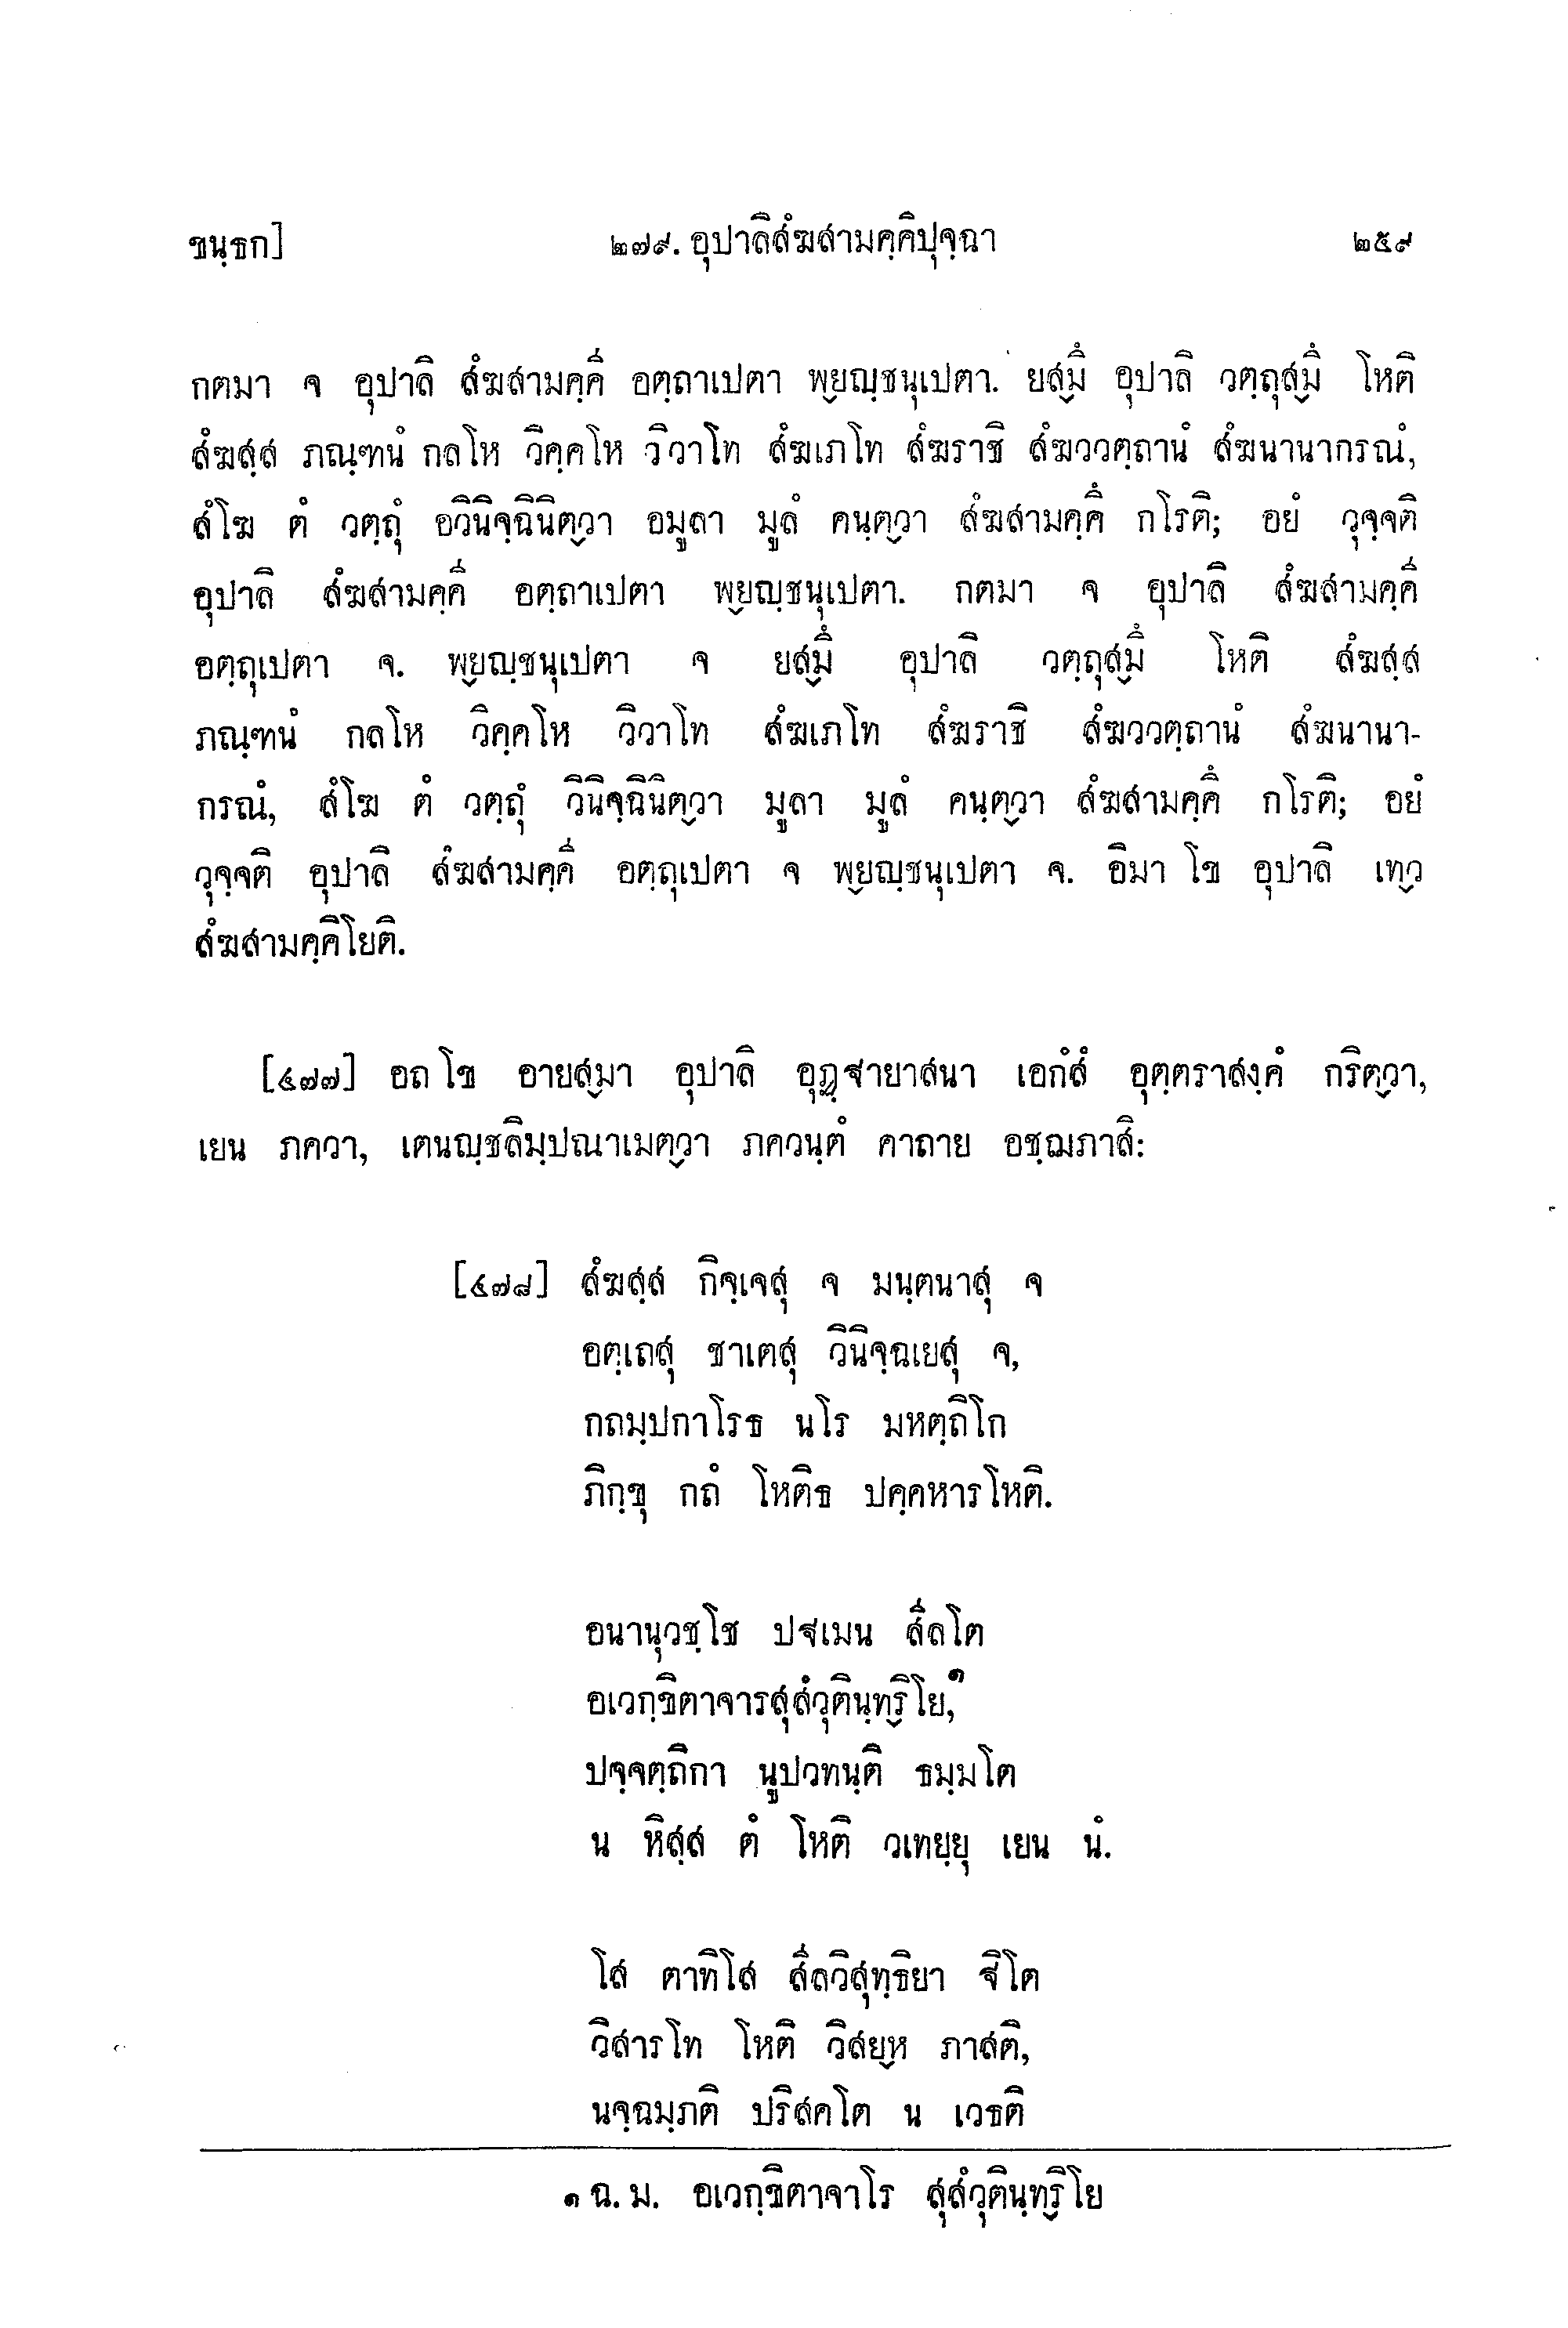 ขนฺธก] ๒๗๙. อุปาลิสํฆสามคฺคิปุจฺฉา ๒๕๙
กตมา จ อุปาลิ สํฆสามคฺคี อตฺถาเปตา พฺยญฺชนุเปตา. ยสฺมึ อุปาลิ วตฺถุสฺมึ โหติ
สํฆสฺส ภณฺฑนํ กลโห วิคฺคโห วิวาโท สํฆเภโท สํฆราชิ สํฆววตฺถานํ สํฆนานากรณํ,
สํโฆ ตํ วตฺถุํ อวินิจฺฉินิตฺวา อมูลา มูลํ คนฺตฺวา สํฆสามคฺคึ กโรติ; อยํ วุจฺจติ
อุปาลิ สํฆสามคฺคี อตฺถาเปตา พฺยญฺชนุเปตา. กตมา จ อุปาลิ สํฆสามคฺคี
อตฺถุเปตา จ. พฺยญฺชนุเปตา จ ยสฺมึ อุปาลิ วตฺถุสฺมึ โหติ สํฆสฺส
ภณฺฑนํ กลโห วิคฺคโห วิวาโท สํฆเภโท สํฆราชิ สํฆววตฺถานํ สํฆนานา-
กรณํ, สํโฆ ตํ วตฺถุํ วินิจฺฉินิตฺวา มูลา มูลํ คนฺตฺวา สํฆสามคฺคึ กโรติ; อยํ
วุจฺจติ อุปาลิ สํฆสามคฺคี อตฺถุเปตา จ พฺยญฺชนุเปตา จ. อิมา โข อุปาลิ เทฺว
สํฆสามคฺคิโยติ.
[๔๗๗] อถ โข อายสฺมา อุปาลิ อุฏฺฐายาสนา เอกํสํ อุตฺตราสงฺคํ กริตฺวา,
เยน ภควา, เตนญฺชลิมฺปณาเมตฺวา ภควนฺตํ คาถาย อชฺฌภาสิ:
[๔๗๘] สํฆสฺส กิจฺเจสุ จ มนฺตนาสุ จ
อตฺเถสุ ชาเตสุ วินิจฺฉเยสุ จ,
กถมฺปกาโรธ นโร มหตฺถิโก
ภิกฺขุ กถํ โหติธ ปคฺคหารโหติ.
อนานุวชฺโช ปฐเมน สีลโต
อเวกฺขิตาจารสุสํวุตินฺทฺริโย,๑
ปจฺจตฺถิกา นูปวทนฺติ ธมฺมโต
น หิสฺส ตํ โหติ วเทยฺยุ เยน นํ.
โส ตาทิโส สีลวิสุทฺธิยา ฐิโต
วิสารโท โหติ วิสยฺห ภาสติ,
นจฺฉมฺภติ ปริสคโต น เวธติ
๑ ฉ. ม. อเวกฺขิตาจาโร สุสํวุตินฺทฺริโย